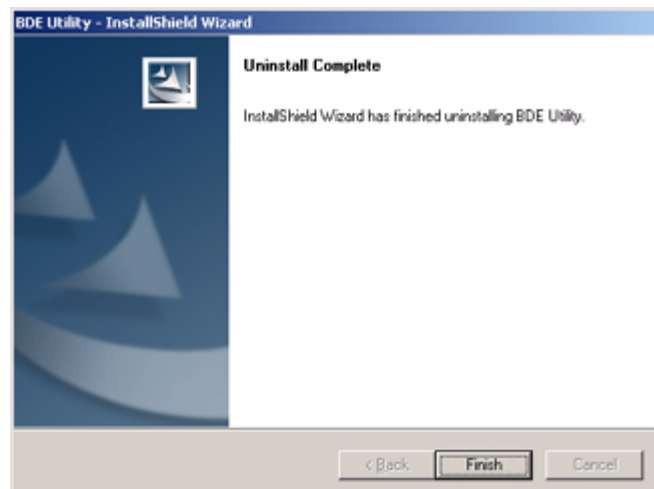 BDE Utility - InstallShield Wizard
Uninstall Complete
InstallShield Wizard has finished uninstalling BDE Utility.
< Back
Finish
Cancel